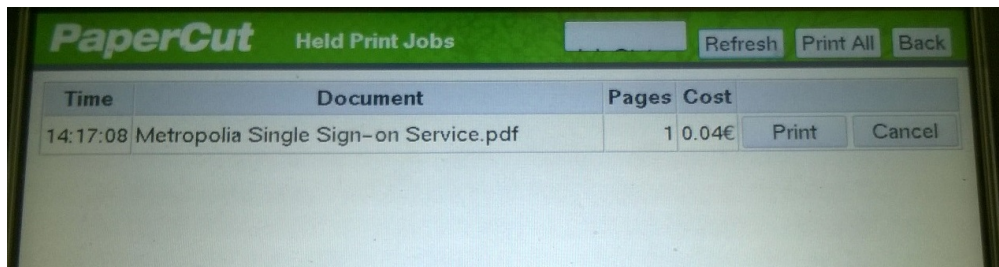 PaperCut Held Print Jobs Refresh Print All Back
Time Document Pages Cost
14:17:08 Metropolia Single Sign-on Service.pdf 1 0.04€ Print Cancel